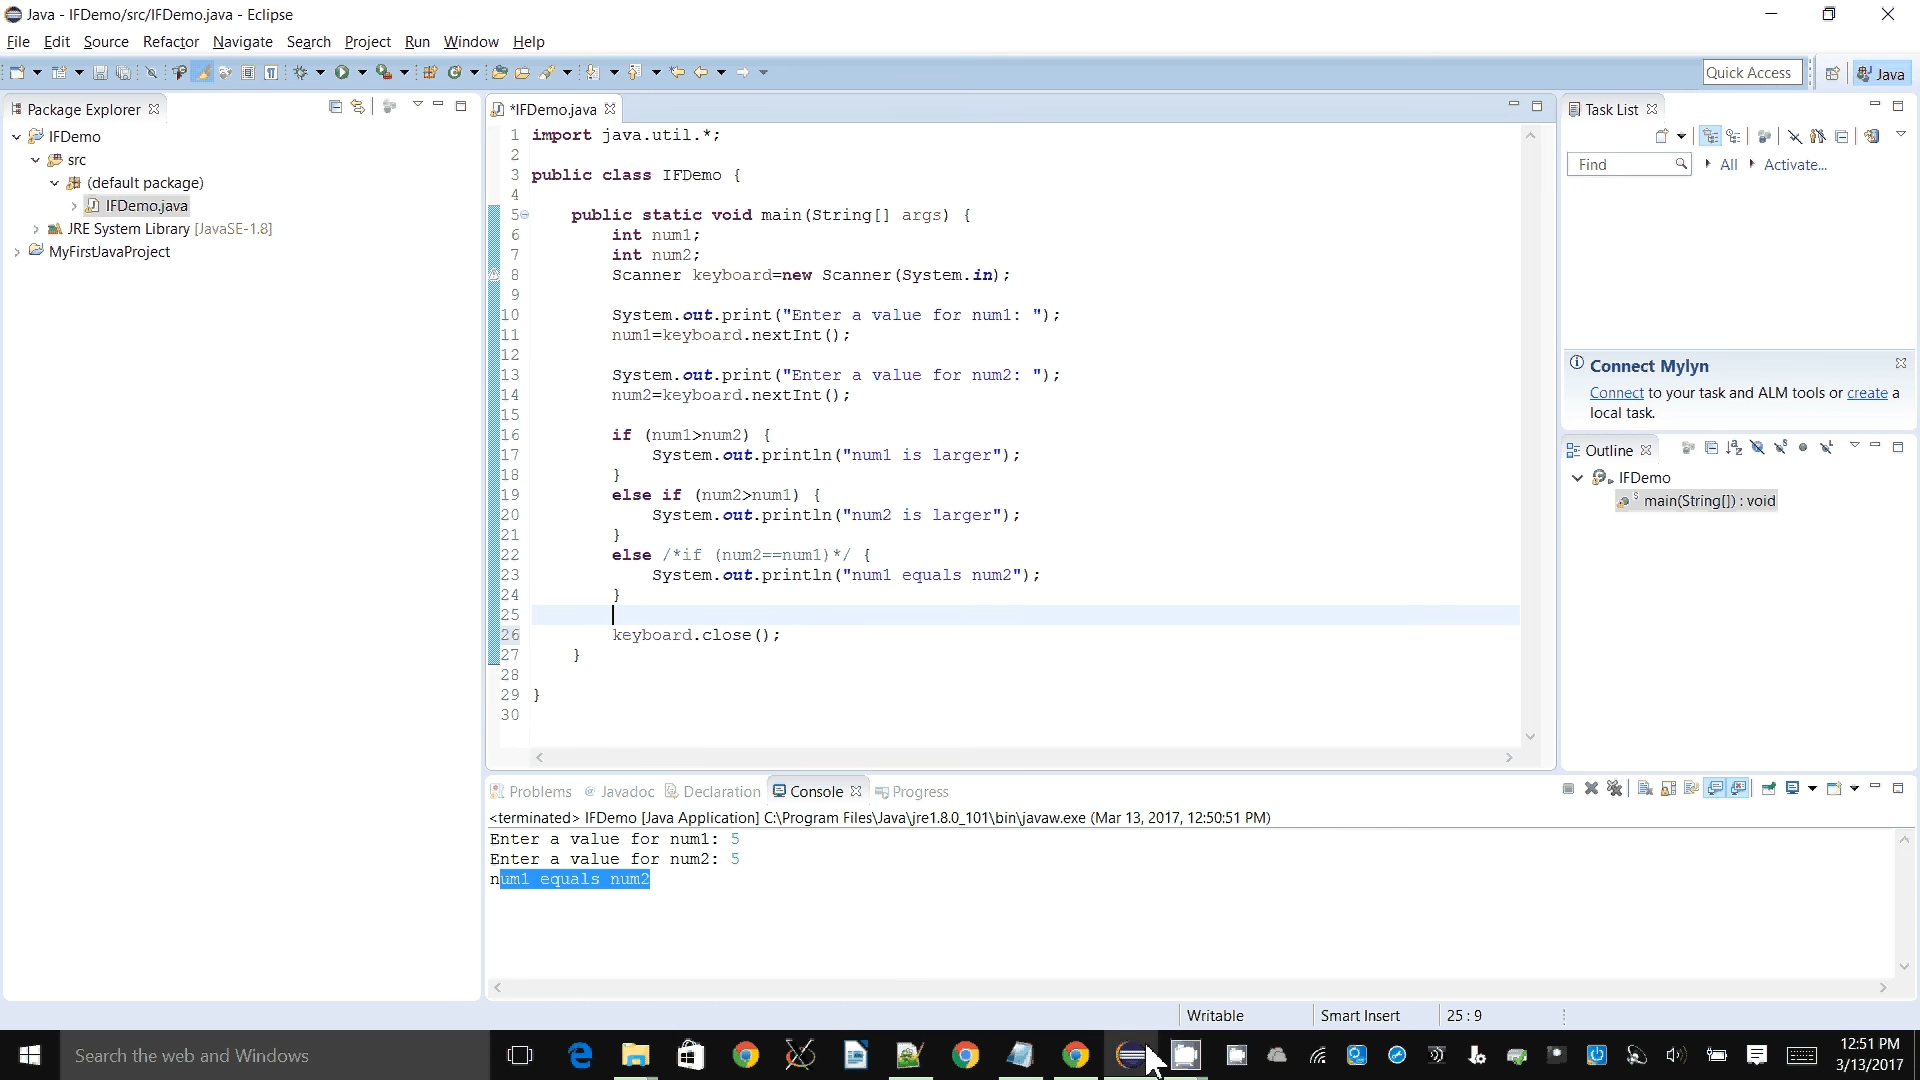 Java - IFDemo/src/IFDemo.java - Eclipse
File Edit Source Refactor Navigate Search Project Run Window Help
Quick Access
Java
Package Explorer
IFDemo
src
(default package)
IFDemo.java
JRE System Library [JavaSE-1.8]
MyFirstJavaProject
*IFDemo.java
1 import java.util.*;
2
3 public class IFDemo {
4
5 public static void main(String[] args) {
6 int num1;
7 int num2;
8 Scanner keyboard=new Scanner(System.in);
9
10 System.out.print("Enter a value for num1: ");
11 num1=keyboard.nextInt();
12
13 System.out.print("Enter a value for num2: ");
14 num2=keyboard.nextInt();
15
16 if (num1>num2) {
17 System.out.println("num1 is larger");
18 }
19 else if (num2>num1) {
20 System.out.println("num2 is larger");
21 }
22 else /*if (num2==num1)*/ {
23 System.out.println("num1 equals num2");
24 }
25
26 keyboard.close();
27 }
28
29 }
30
Task List
Find
All
Activate...
Connect Mylyn
Connect to your task and ALM tools or create a
local task.
Outline
IFDemo
main(String[]) : void
Problems @ Javadoc Declaration Console Progress
<terminated> IFDemo [Java Application] C:\Program Files\Java\jre1.8.0_101\bin\javaw.exe (Mar 13, 2017, 12:50:51 PM)
Enter a value for num1: 5
Enter a value for num2: 5
num1 equals num2
Writable
Smart Insert
25 : 9
Search the web and Windows
12:51 PM
3/13/2017